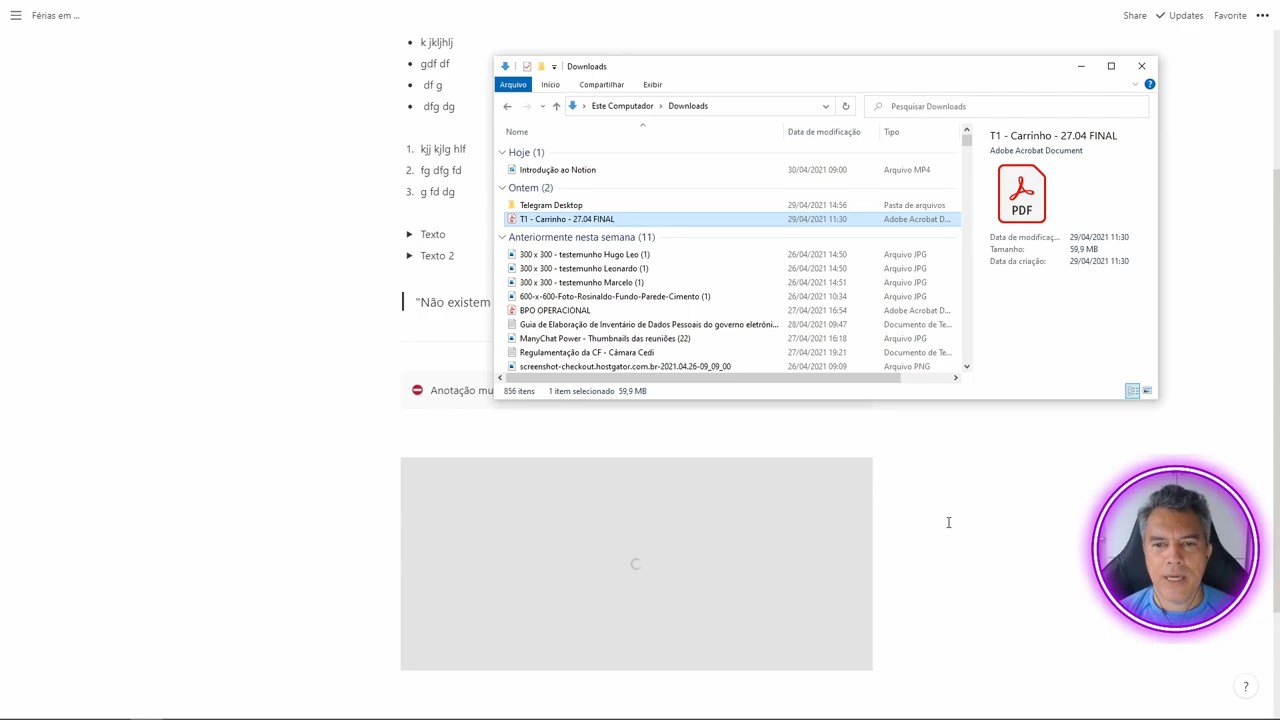 Férias em ...
Share
Updates
Favorite
k jkljhlj
gdf df
df g
dfg dg
1. kjj kjlg hlf
2. fg dfg fd
3. g fd dg
Texto
Texto 2
"Não existem
Anotação mu
Downloads
Arquivo
Início
Compartilhar
Exibir
Este Computador
Downloads
Pesquisar Downloads
Nome
Data de modificação
Tipo
Hoje (1)
Introdução ao Notion 30/04/2021 09:00 Arquivo MP4
Ontem (2)
Telegram Desktop 29/04/2021 14:56 Pasta de arquivos
T1 - Carrinho - 27.04 FINAL 29/04/2021 11:30 Adobe Acrobat D...
Anteriormente nesta semana (11)
300 x 300 - testemunho Hugo Leo (1) 26/04/2021 14:50 Arquivo JPG
300 x 300 - testemunho Leonardo (1) 26/04/2021 14:50 Arquivo JPG
300 x 300 - testemunho Marcelo (1) 26/04/2021 14:51 Arquivo JPG
600-x-600-Foto-Rosinaldo-Fundo-Parede-Cimento (1) 26/04/2021 10:34 Arquivo JPG
BPO OPERACIONAL 27/04/2021 16:54 Adobe Acrobat D...
Guia de Elaboração de Inventário de Dados Pessoais do governo eletrôni... 28/04/2021 09:47 Documento de Te...
ManyChat Power - Thumbnails das reuniões (22) 27/04/2021 16:18 Arquivo JPG
Regulamentação da CF - Câmara Cedi 27/04/2021 19:21 Documento de Te...
screenshot-checkout.hostgator.com.br-2021.04.26-09_09_00 26/04/2021 09:09 Arquivo PNG
856 itens 1 item selecionado 59,9 MB
T1 - Carrinho - 27.04 FINAL
Adobe Acrobat Document
PDF
Data de modificaç... 29/04/2021 11:30
Tamanho: 59,9 MB
Data da criação: 29/04/2021 11:30
?